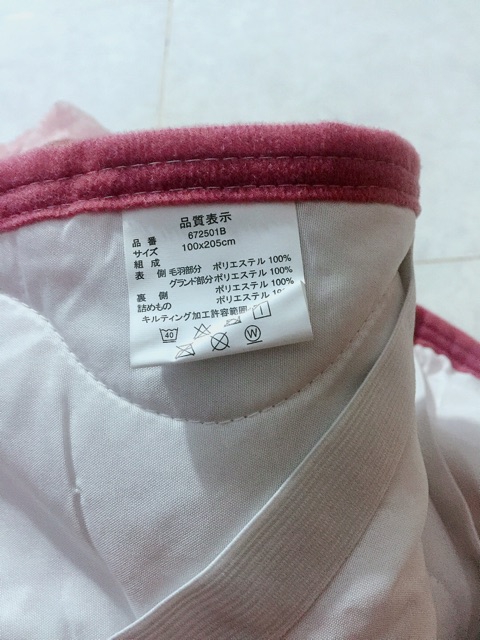 品質表示
品番 672501B
サイズ 100x205cm
組成
表側 毛羽部分 ポリエステル 100%
グランド部分 ポリエステル 100%
裏側 ポリエステル 100%
詰めもの ポリエステル
キルティング加工許容範囲
40
W